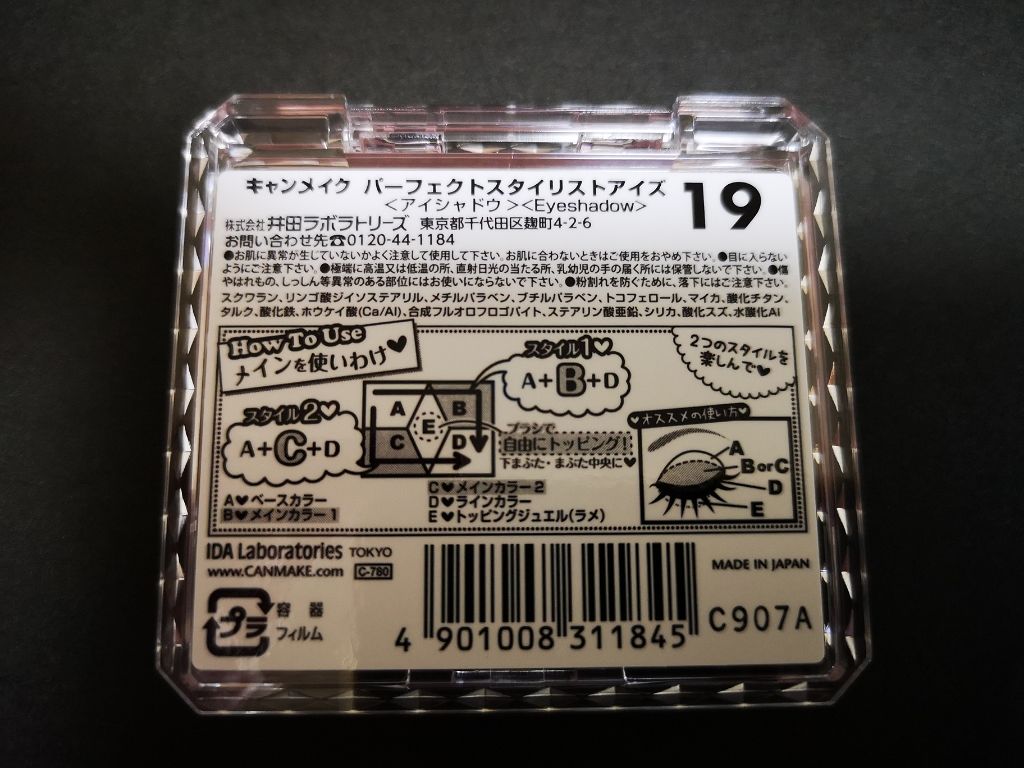 キャンメイク パーフェクトスタイリストアイズ 19
＜アイシャドウ＞＜Eyeshadow＞
株式会社 井田ラボラトリーズ 東京都千代田区麹町4-2-6
お問い合わせ先☎0120-44-1184
●お肌に異常が生じていないかよく注意して使用して下さい。お肌に合わないときはご使用をおやめ下さい。●目に入らない
ようにご注意下さい。●極端に高温又は低温の所、直射日光の当たる所、乳幼児の手の届く所には保管しないで下さい。●傷
やはれもの、しっしん等異常のある部位にはお使いにならないで下さい。●粉割れを防ぐために、落下にはご注意下さい。
スクワラン、リンゴ酸ジイソステアリル、メチルパラベン、ブチルパラベン、トコフェロール、マイカ、酸化チタン、
タルク、酸化鉄、ホウケイ酸(Ca/Al)、合成フルオロフロゴパイト、ステアリン酸亜鉛、シリカ、酸化スズ、水酸化Al
How To Use
メインを使いわけ♥
スタイル1♡
A+B+D
2つのスタイルを
楽しんで♥
スタイル2♡
A+C+D
A
B
C
D
E
ブラシで
自由にトッピング!
下まぶた・まぶた中央に♥
♥オススメの使い方♥
A
B or C
D
E
A♥ベースカラー
B♥メインカラー1
C♥メインカラー2
D♥ラインカラー
E♥トッピングジュエル(ラメ)
IDA Laboratories TOKYO
www.CANMAKE.com C-780
MADE IN JAPAN
プラ
容器
フィルム
4 901008 311845
C907A